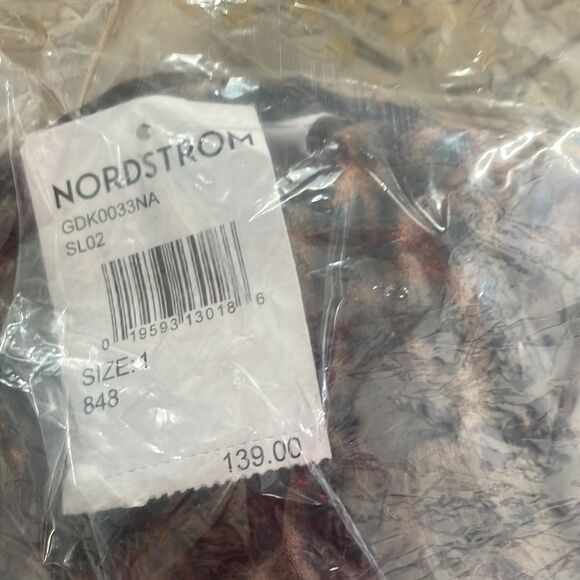 NORDSTROM
GDK0033NA
SL02
0 19593 13018 6
SIZE: 1
848
139.00